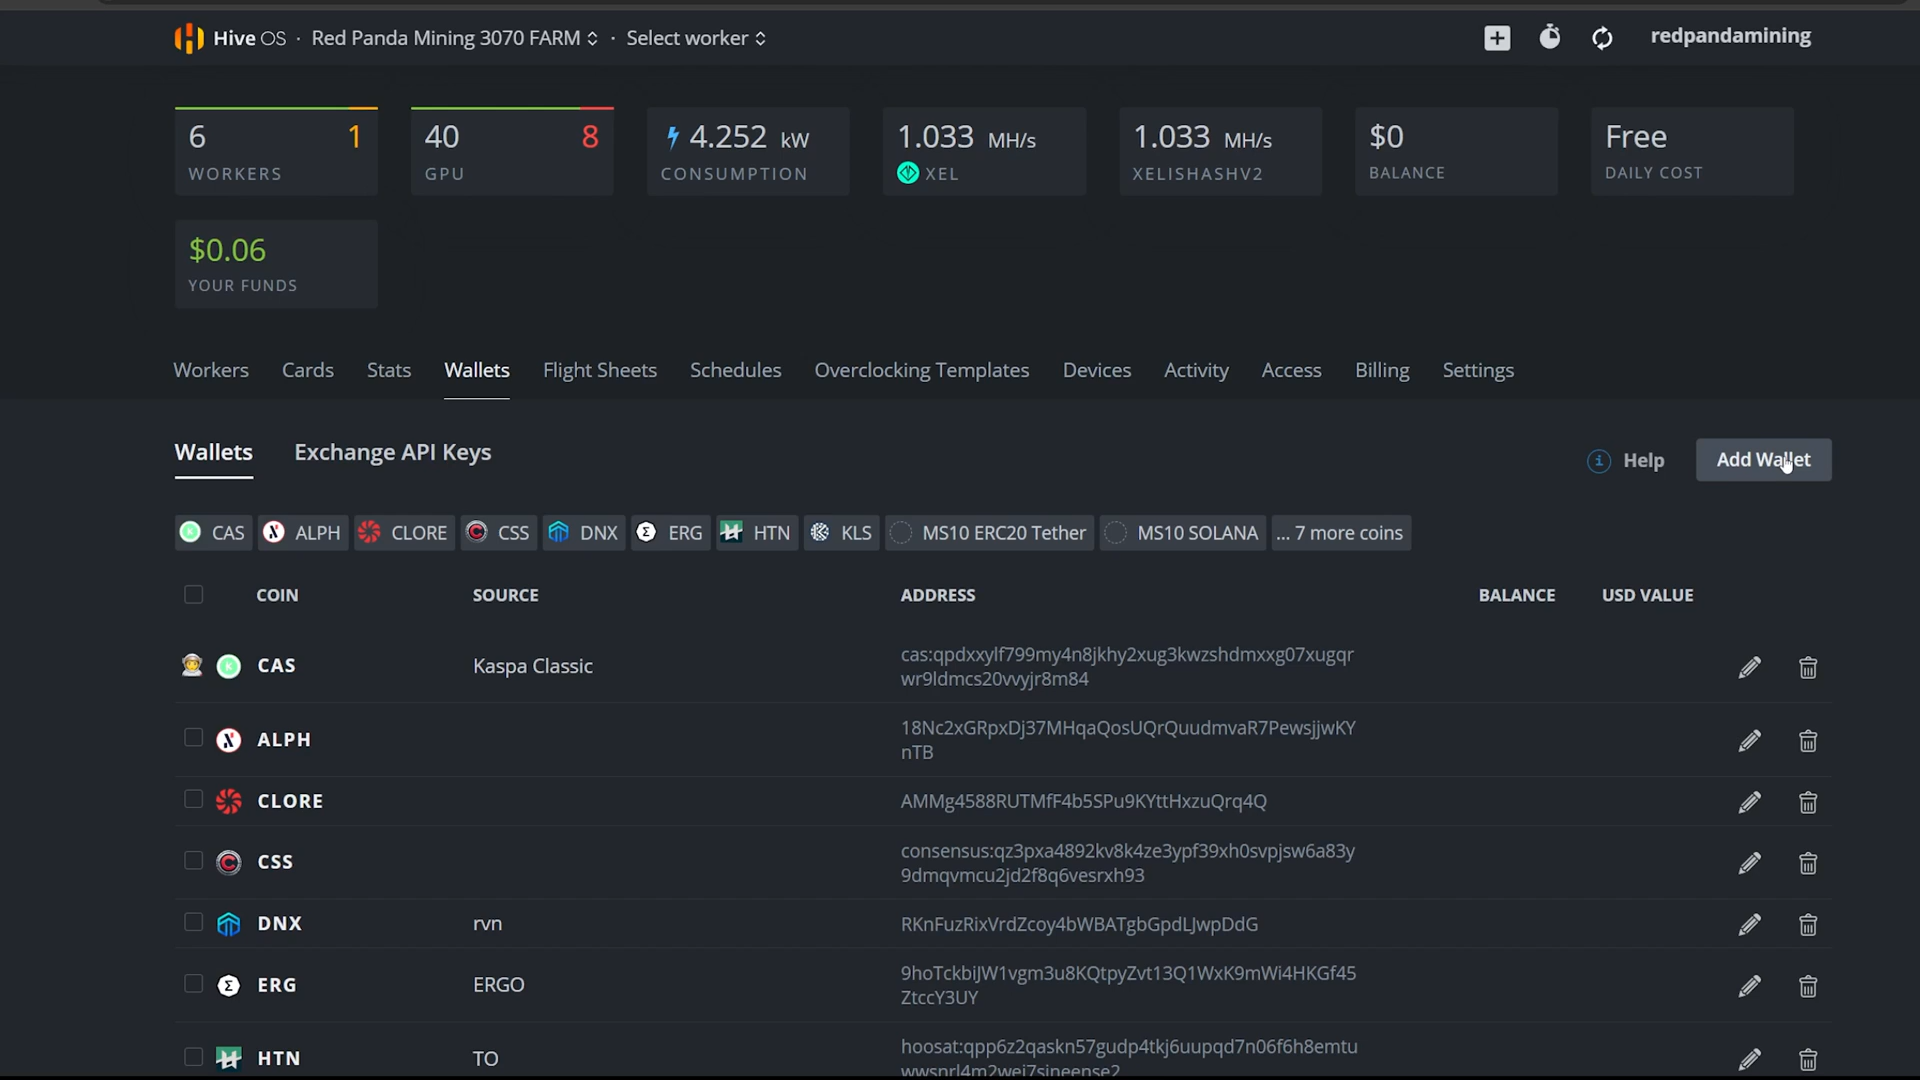 Hive OS · Red Panda Mining 3070 FARM · Select worker
redpandamining
6 1
WORKERS
40 8
GPU
4.252 kW
CONSUMPTION
1.033 MH/s
XEL
1.033 MH/s
XELISHASHV2
$0
BALANCE
Free
DAILY COST
$0.06
YOUR FUNDS
Workers Cards Stats Wallets Flight Sheets Schedules Overclocking Templates Devices Activity Access Billing Settings
Wallets Exchange API Keys
Help
Add Wallet
CAS ALPH CLORE CSS DNX ERG HTN KLS MS10 ERC20 Tether MS10 SOLANA ... 7 more coins
COIN SOURCE ADDRESS BALANCE USD VALUE
CAS Kaspa Classic
cas:qpdxxylf799my4n8jkhy2xug3kwzshdmxxg07xugqr
wr9ldmcs20vvyjr8m84
ALPH
18Nc2xGRpxDj37MHqaQosUQrQuudmvaR7PewsjjwKY
nTB
CLORE AMMg4588RUTMfF4b5SPu9KYttHxzuQrq4Q
CSS
consensus:qz3pxa4892kv8k4ze3ypf39xh0svpjsw6a83y
9dmqvmcu2jd2f8q6vesrxh93
DNX rvn RKnFuzRixVrdZcoy4bWBATgbGpdLJwpDdG
ERG ERGO
9hoTckbiJW1vgm3u8KQtpyZvt13Q1WxK9mWi4HKGf45
ZtccY3UY
HTN TO
hoosat:qpp6z2qaskn57gudp4tkj6uupqd7n06f6h8emtu
wwsnrl4m2wej7sjneense2